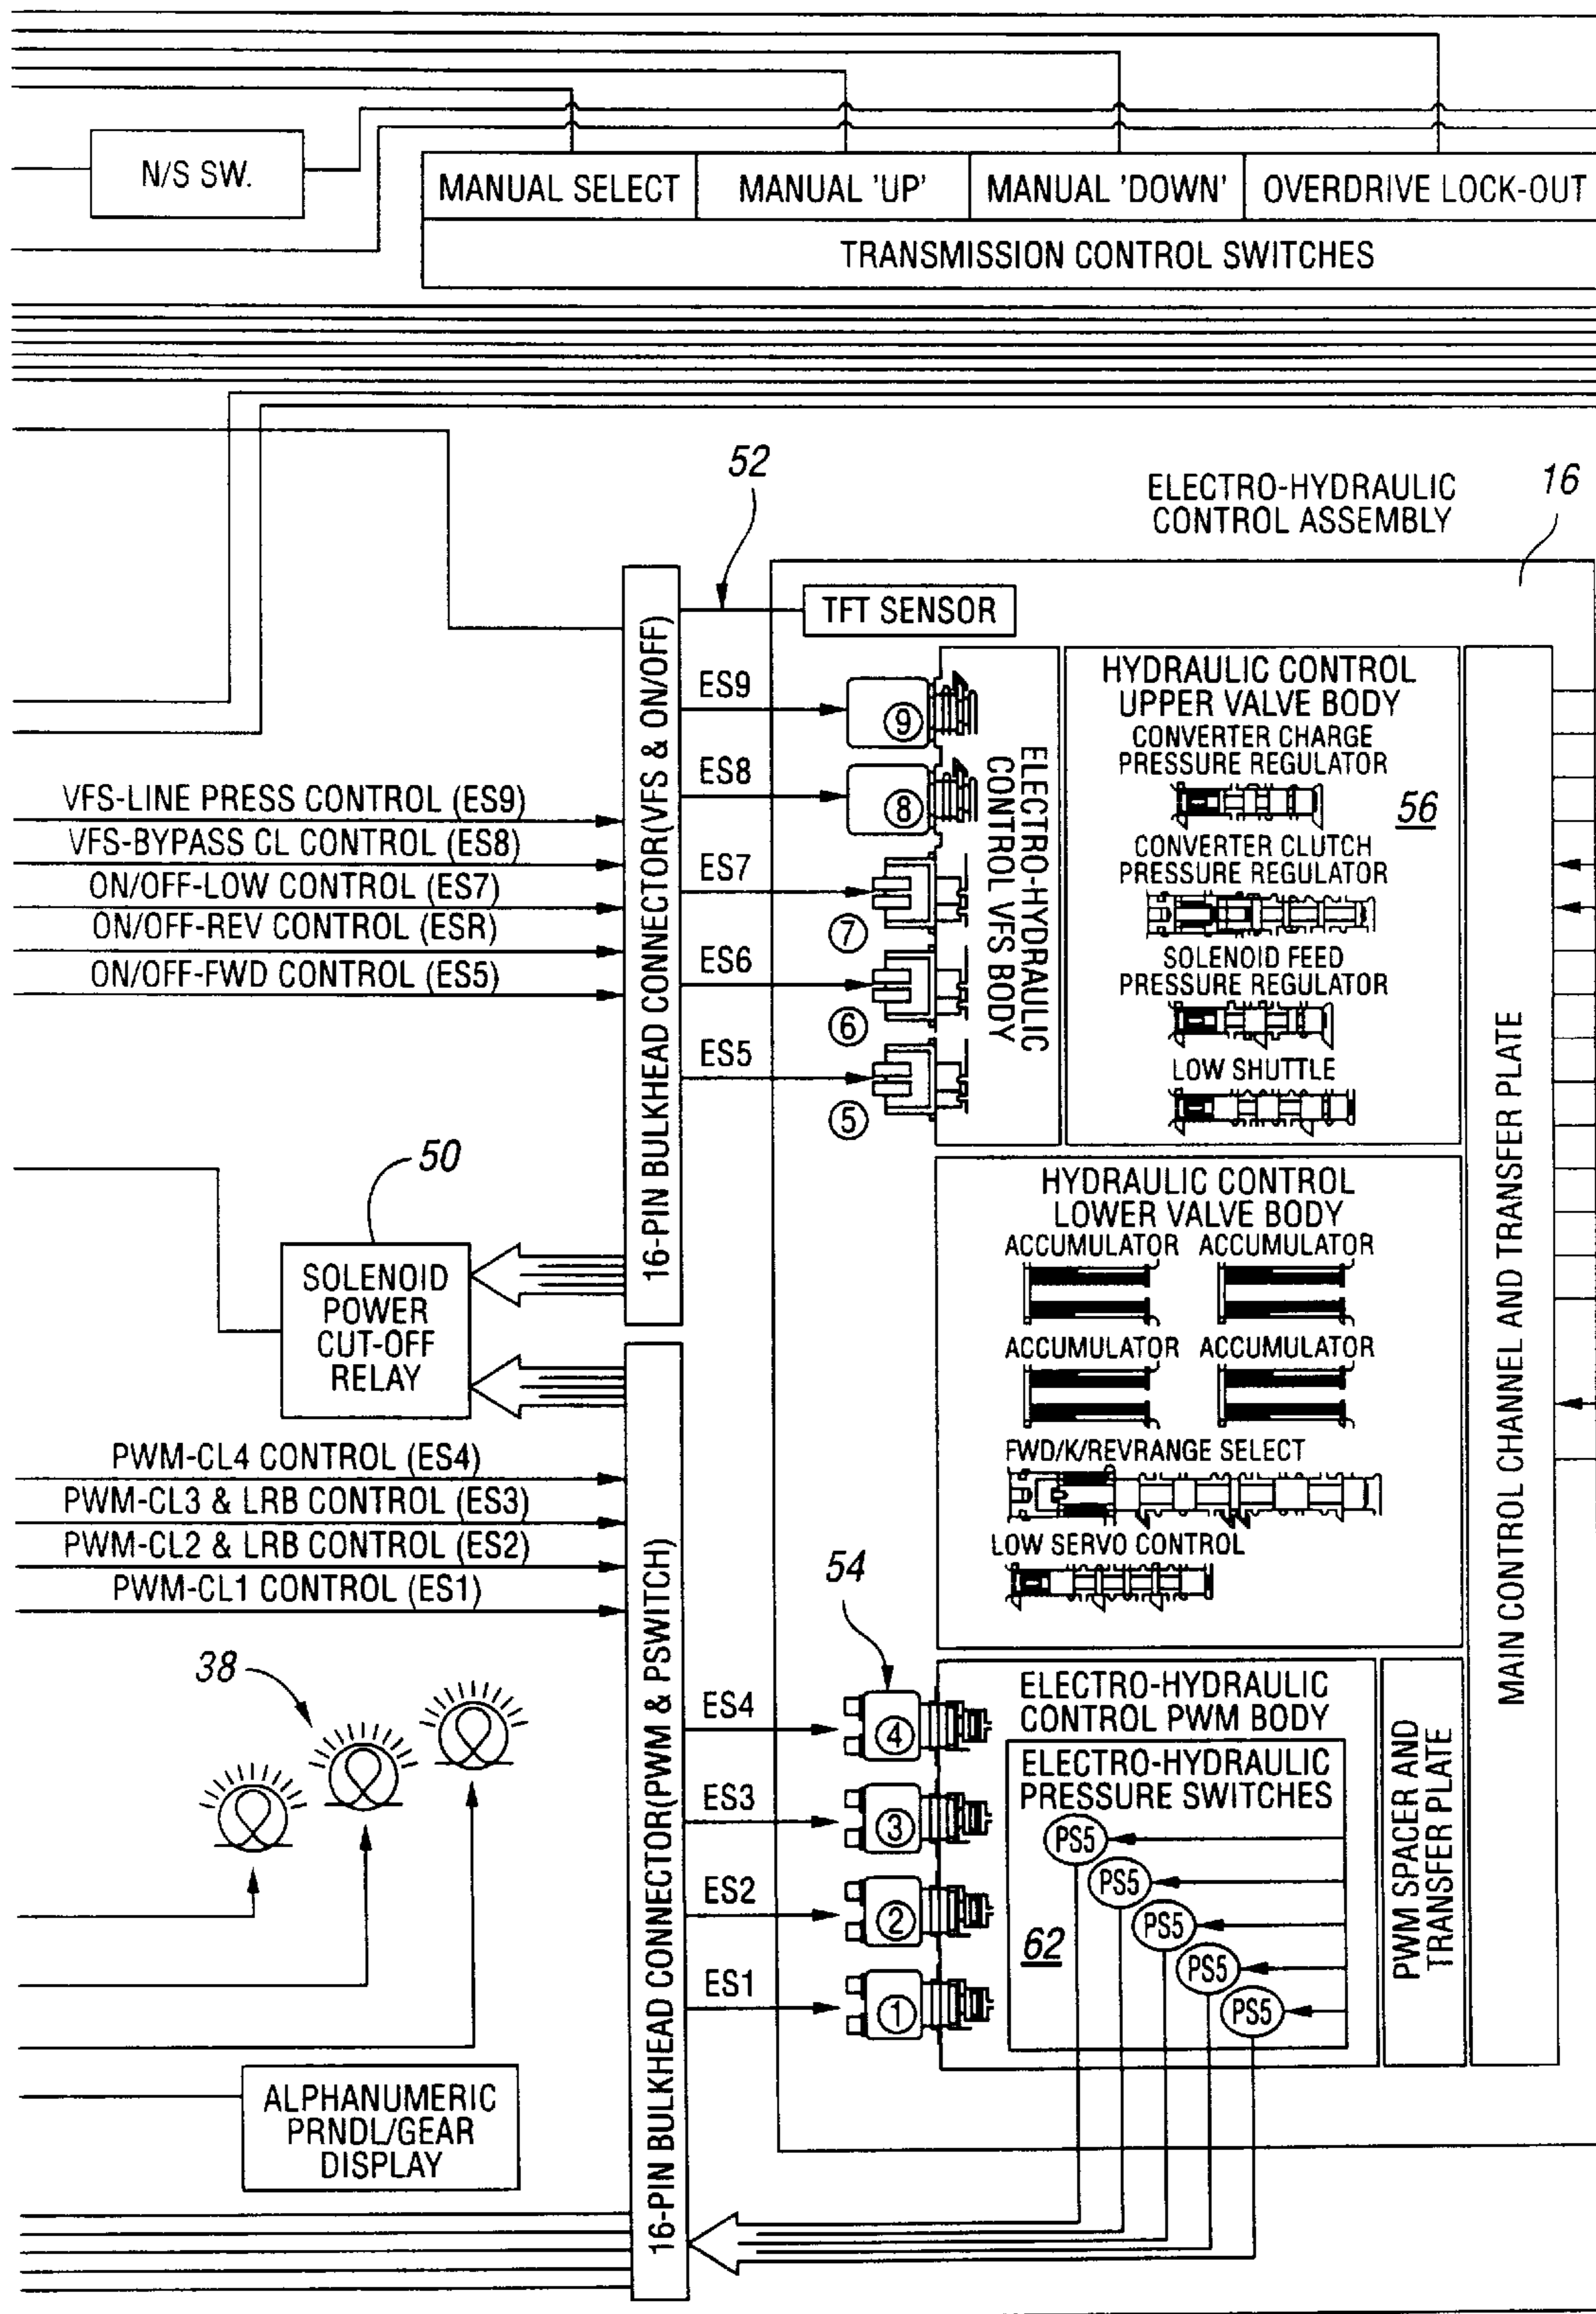 N/S SW.
MANUAL SELECT
MANUAL 'UP'
MANUAL 'DOWN'
OVERDRIVE LOCK-OUT
TRANSMISSION CONTROL SWITCHES
52
ELECTRO-HYDRAULIC
CONTROL ASSEMBLY
16
16-PIN BULKHEAD CONNECTOR(VFS & ON/OFF)
TFT SENSOR
ES9
9
ES8
8
ES7
7
ES6
6
ES5
5
ELECTRO-HYDRAULIC
CONTROL VFS BODY
HYDRAULIC CONTROL
UPPER VALVE BODY
CONVERTER CHARGE
PRESSURE REGULATOR
56
CONVERTER CLUTCH
PRESSURE REGULATOR
SOLENOID FEED
PRESSURE REGULATOR
LOW SHUTTLE
MAIN CONTROL CHANNEL AND TRANSFER PLATE
VFS-LINE PRESS CONTROL (ES9)
VFS-BYPASS CL CONTROL (ES8)
ON/OFF-LOW CONTROL (ES7)
ON/OFF-REV CONTROL (ESR)
ON/OFF-FWD CONTROL (ES5)
50
SOLENOID
POWER
CUT-OFF
RELAY
HYDRAULIC CONTROL
LOWER VALVE BODY
ACCUMULATOR ACCUMULATOR
ACCUMULATOR ACCUMULATOR
FWD/K/REVRANGE SELECT
LOW SERVO CONTROL
PWM-CL4 CONTROL (ES4)
PWM-CL3 & LRB CONTROL (ES3)
PWM-CL2 & LRB CONTROL (ES2)
PWM-CL1 CONTROL (ES1)
16-PIN BULKHEAD CONNECTOR(PWM & PSWITCH)
54
38
ES4
4
ES3
3
ES2
2
ES1
1
ELECTRO-HYDRAULIC
CONTROL PWM BODY
ELECTRO-HYDRAULIC
PRESSURE SWITCHES
PS5
PS5
PS5
PS5
PS5
62
PWM SPACER AND
TRANSFER PLATE
ALPHANUMERIC
PRNDL/GEAR
DISPLAY